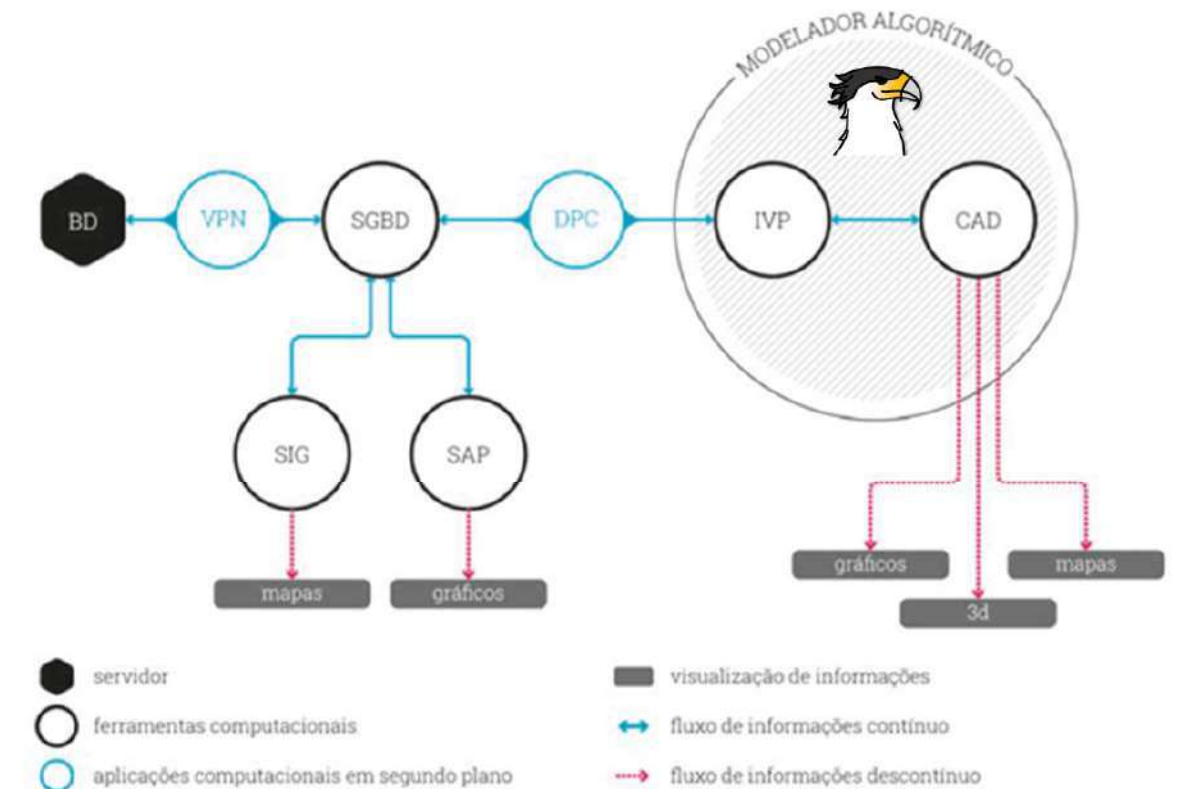 MODELADOR ALGORÍTMICO
BD
VPN
SGBD
DPC
IVP
CAD
SIG
SAP
mapas
gráficos
gráficos
mapas
3d
servidor
ferramentas computacionais
aplicações computacionais em segundo plano
visualização de informações
fluxo de informações contínuo
fluxo de informações descontínuo